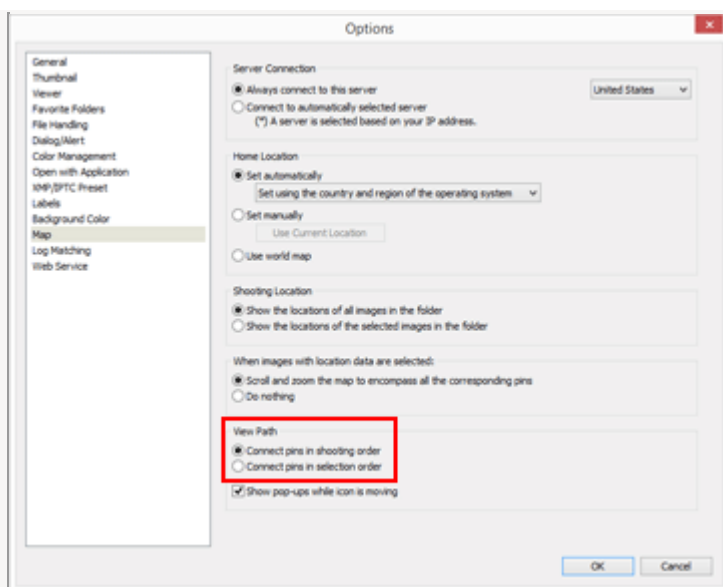 Options
General
Thumbnail
Viewer
Favorite Folders
File Handling
Dialog/Alert
Color Management
Open with Application
XMP/IPTC Preset
Labels
Background Color
Map
Log Matching
Web Service
Server Connection
Always connect to this server
United States
Connect to automatically selected server
(*) A server is selected based on your IP address.
Home Location
Set automatically
Set using the country and region of the operating system
Set manually
Use Current Location
Use world map
Shooting Location
Show the locations of all images in the folder
Show the locations of the selected images in the folder
When images with location data are selected:
Scroll and zoom the map to encompass all the corresponding pins
Do nothing
View Path
Connect pins in shooting order
Connect pins in selection order
Show pop-ups while icon is moving
OK
Cancel